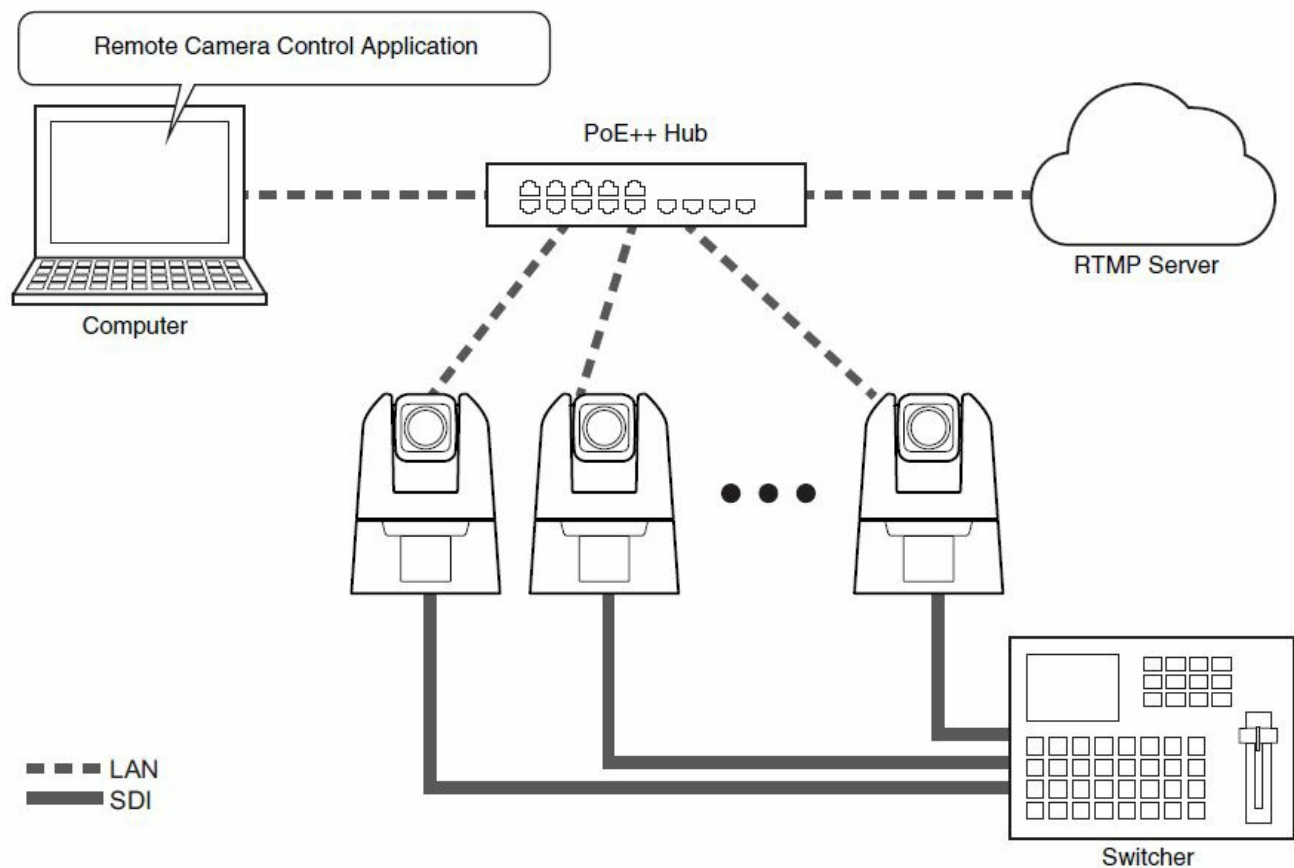 Remote Camera Control Application
PoE++ Hub
RTMP Server
Computer
LAN
SDI
Switcher